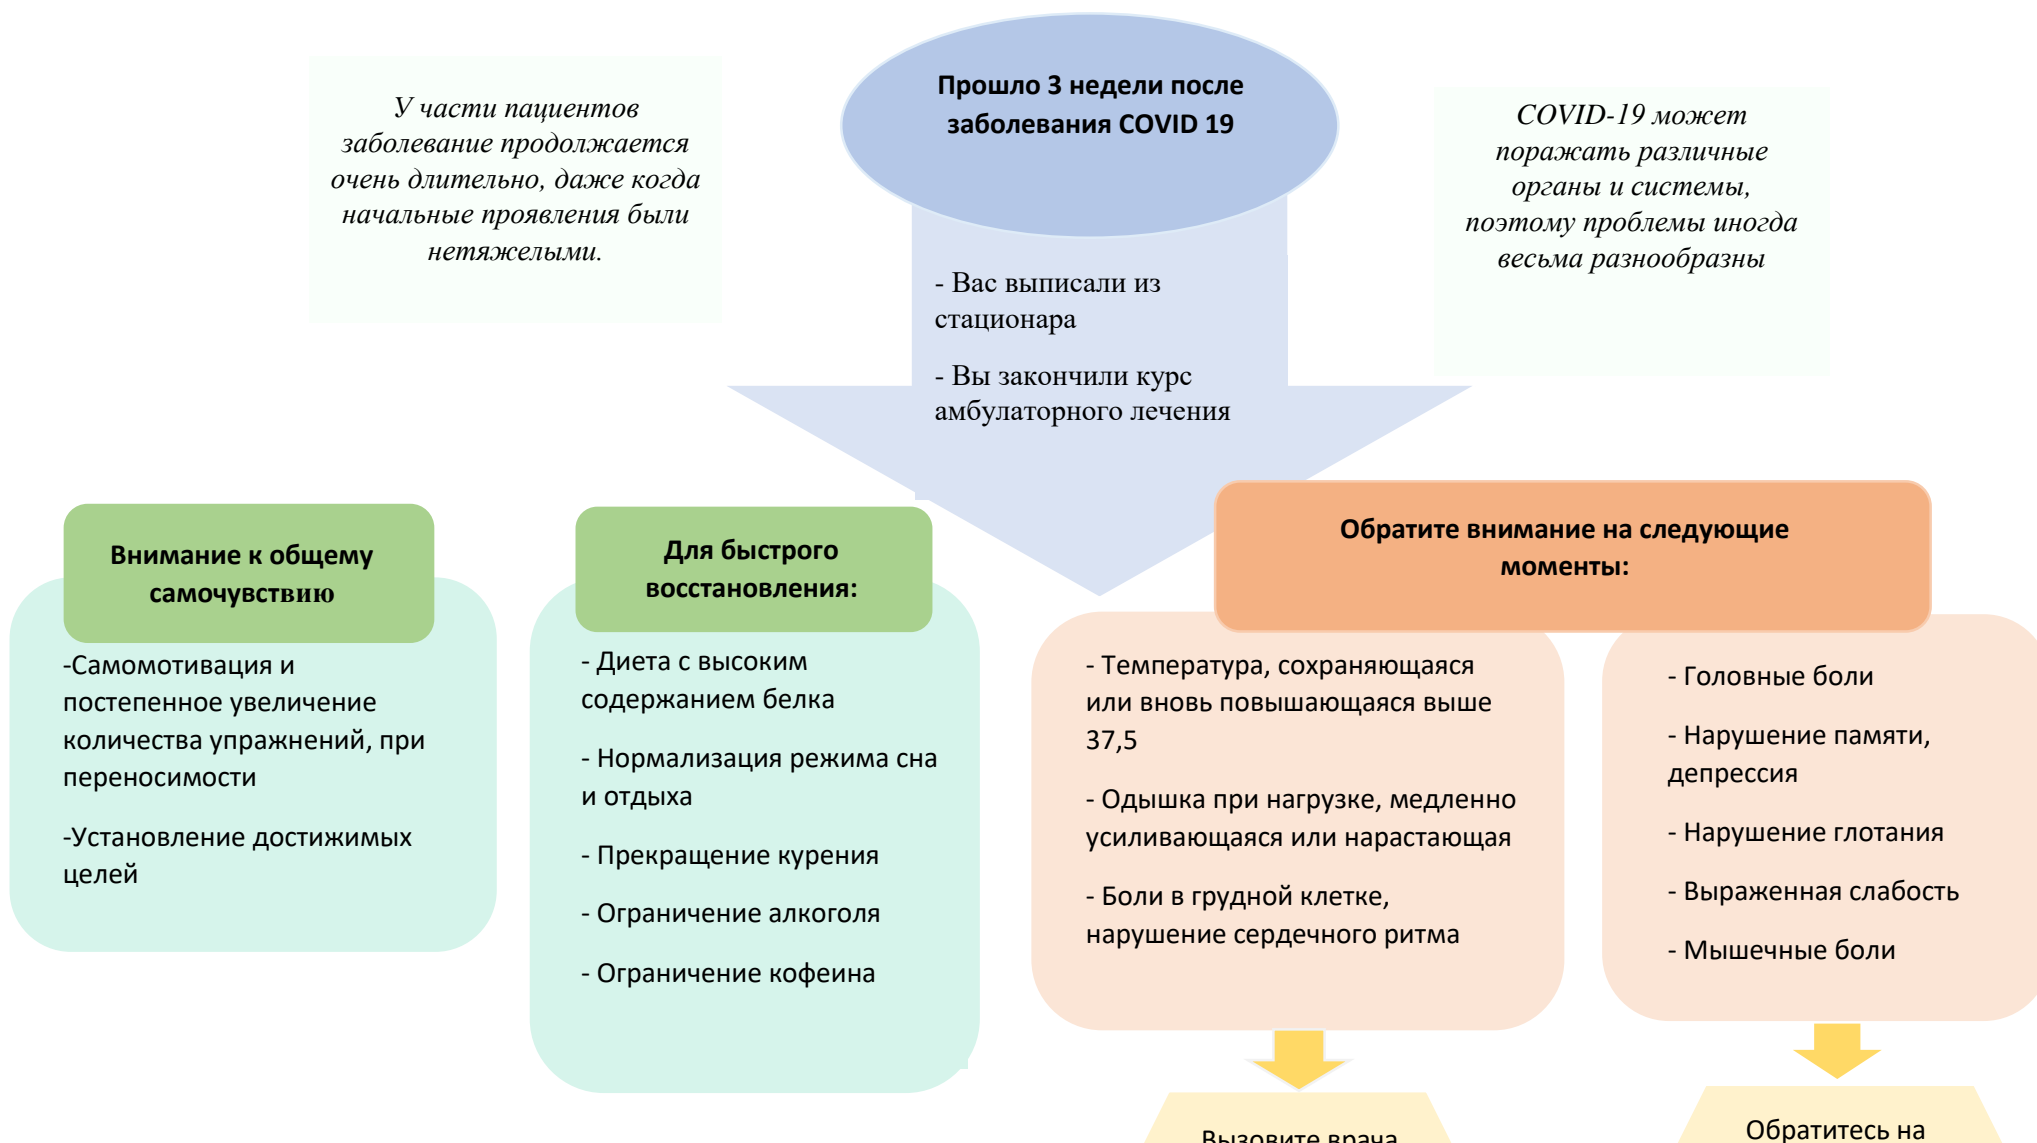 Прошло 3 недели после
заболевания COVID 19
У части пациентов
заболевание продолжается
очень длительно, даже когда
начальные проявления были
нетяжелыми.
COVID-19 может
поражать различные
органы и системы,
поэтому проблемы иногда
весьма разнообразны
- Вас выписали из
стационара
- Вы закончили курс
амбулаторного лечения
Внимание к общему
самочувствию
-Самомотивация и
постепенное увеличение
количества упражнений, при
переносимости
-Установление достижимых
целей
Для быстрого
восстановления:
- Диета с высоким
содержанием белка
- Нормализация режима сна
и отдыха
- Прекращение курения
- Ограничение алкоголя
- Ограничение кофеина
Обратите внимание на следующие
моменты:
- Температура, сохраняющаяся
или вновь повышающаяся выше
37,5
- Одышка при нагрузке, медленно
усиливающаяся или нарастающая
- Боли в грудной клетке,
нарушение сердечного ритма
- Головные боли
- Нарушение памяти,
депрессия
- Нарушение глотания
- Выраженная слабость
- Мышечные боли
Вызовите врача
Обратитесь на